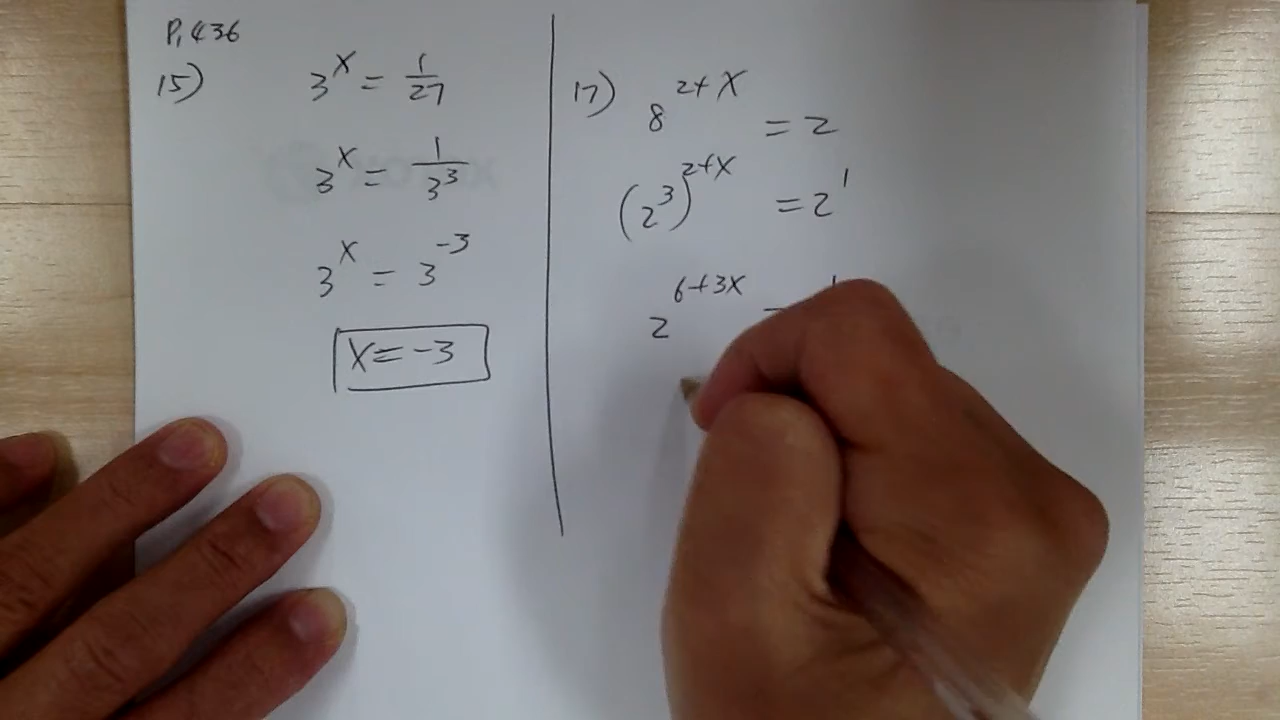 P,436
15) 3^x = 1/27
3^x = 1/3^3
3^x = 3^-3
x = -3
17) 8^2+x = 2
(2^3)^2+x = 2^1
2^6+3x =